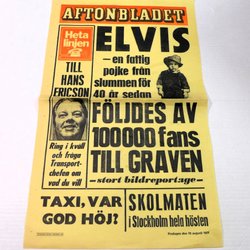 AFTONBLADET
Heta
linjen
TILL
HANS
ERICSON
Ring i kväll
och fråga
Transport-
chefen om
vad du vill
ELVIS
– en fattig
pojke från
slummen för
40 år sedan
FÖLJDES AV
100 000 fans
TILL GRAVEN
– stort bildreportage –
TAXI, VAR
GOD HÖJ?
SKOLMATEN
i Stockholm hela hösten